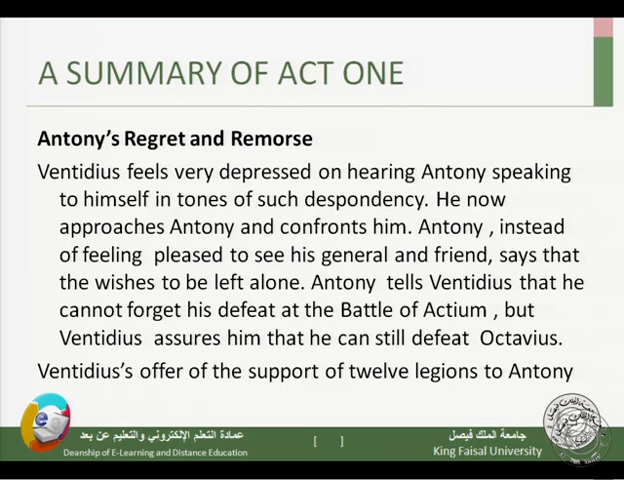 A SUMMARY OF ACT ONE
Antony's Regret and Remorse
Ventidius feels very depressed on hearing Antony speaking
to himself in tones of such despondency. He now
approaches Antony and confronts him. Antony , instead
of feeling pleased to see his general and friend, says that
the wishes to be left alone. Antony tells Ventidius that he
cannot forget his defeat at the Battle of Actium , but
Ventidius assures him that he can still defeat Octavius.
Ventidius's offer of the support of twelve legions to Antony
عمادة التعلم الإلكتروني والتعليم عن بعد
Deanship of E-Learning and Distance Education
[ ]
جامعة الملك فيصل
King Faisal University